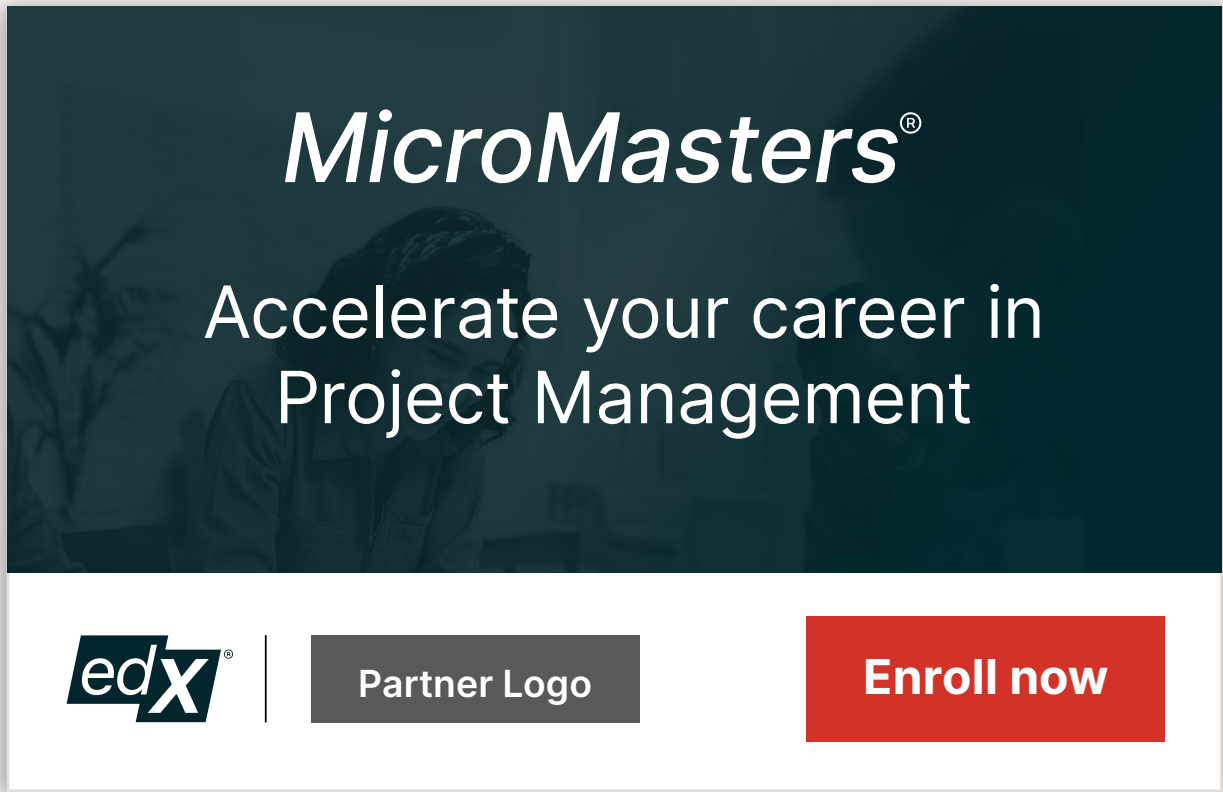 MicroMasters®
Accelerate your career in
Project Management
edX®
Partner Logo
Enroll now